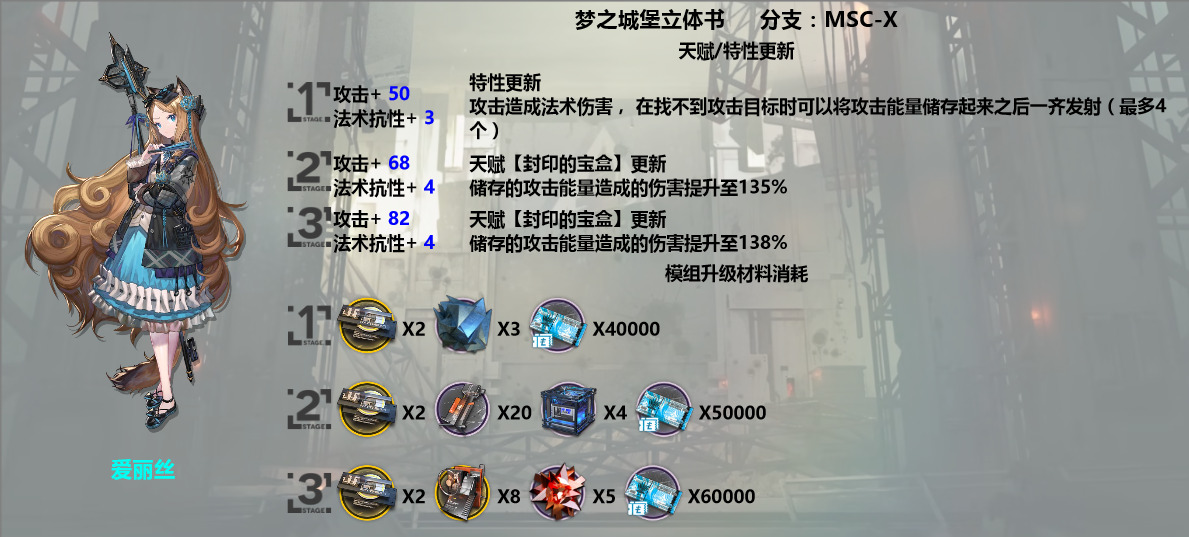 梦之城堡立体书 分支：MSC-X
天赋/特性更新
1 STAGE
攻击+ 50
法术抗性+ 3
特性更新
攻击造成法术伤害，在找不到攻击目标时可以将攻击能量储存起来之后一齐发射（最多4
个）
2 STAGE
攻击+ 68
法术抗性+ 4
天赋【封印的宝盒】更新
储存的攻击能量造成的伤害提升至135%
3 STAGE
攻击+ 82
法术抗性+ 4
天赋【封印的宝盒】更新
储存的攻击能量造成的伤害提升至138%
模组升级材料消耗
1 STAGE X2 X3 X40000
2 STAGE X2 X20 X4 X50000
爱丽丝
3 STAGE X2 X8 X5 X60000